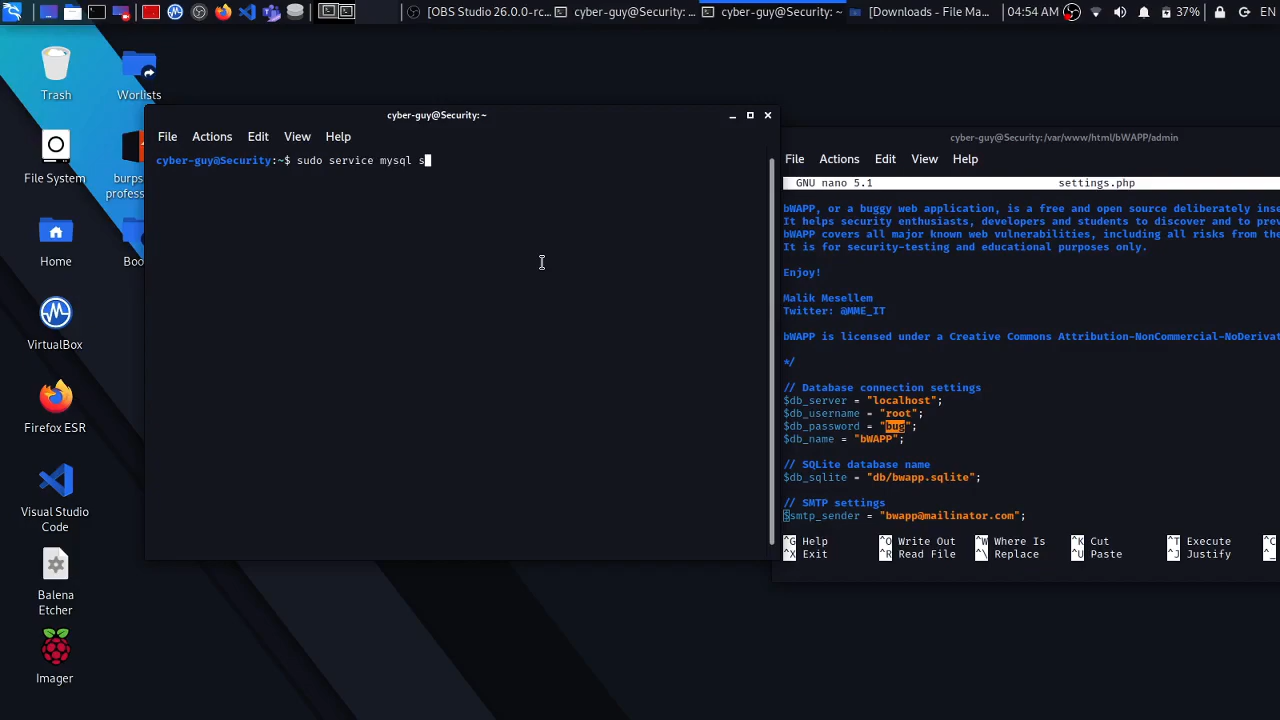 [OBS Studio 26.0.0-rc...
cyber-guy@Security: ...
cyber-guy@Security: ~
[Downloads - File Ma...
04:54 AM
37%
EN
Trash
Worlists
File System
burps
profess
Home
Boo
VirtualBox
Firefox ESR
Visual Studio
Code
Balena
Etcher
Imager
cyber-guy@Security: ~
File Actions Edit View Help
cyber-guy@Security:~$ sudo service mysql s
cyber-guy@Security:/var/www/html/bWAPP/admin
File Actions Edit View Help
GNU nano 5.1 settings.php
bWAPP, or a buggy web application, is a free and open source deliberately inse
It helps security enthusiasts, developers and students to discover and to prev
bWAPP covers all major known web vulnerabilities, including all risks from the
It is for security-testing and educational purposes only.
Enjoy!
Malik Mesellem
Twitter: @MME_IT
bWAPP is licensed under a Creative Commons Attribution-NonCommercial-NoDerivat
*/
// Database connection settings
$db_server = "localhost";
$db_username = "root";
$db_password = "bug";
$db_name = "bWAPP";
// SQLite database name
$db_sqlite = "db/bwapp.sqlite";
// SMTP settings
$smtp_sender = "bwapp@mailinator.com";
^G Help ^O Write Out ^W Where Is ^K Cut ^T Execute ^C
^X Exit ^R Read File ^\ Replace ^U Paste ^J Justify ^_